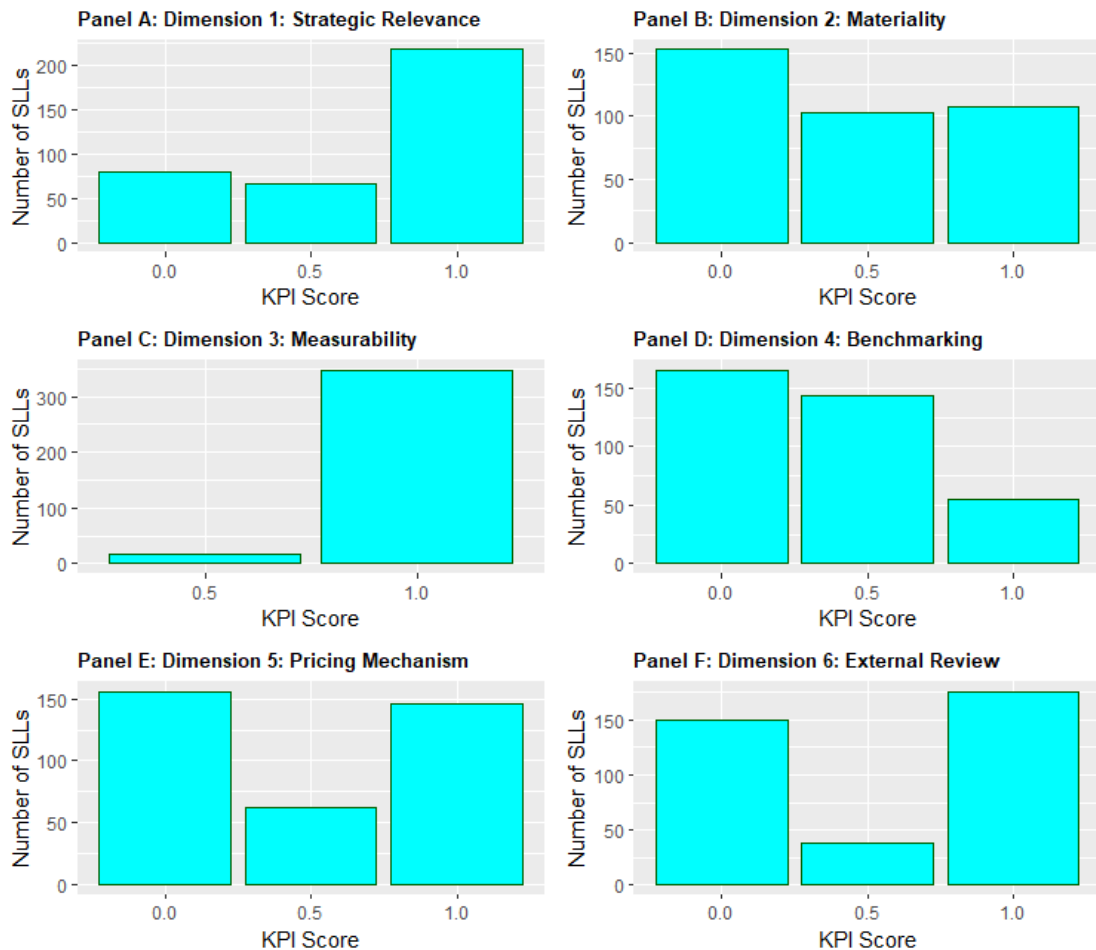 Panel A: Dimension 1: Strategic Relevance
Number of SLLs
200
150
100
50
0
0.0 0.5 1.0
KPI Score
Panel B: Dimension 2: Materiality
Number of SLLs
150
100
50
0
0.0 0.5 1.0
KPI Score
Panel C: Dimension 3: Measurability
Number of SLLs
300
200
100
0
0.5 1.0
KPI Score
Panel D: Dimension 4: Benchmarking
Number of SLLs
150
100
50
0
0.0 0.5 1.0
KPI Score
Panel E: Dimension 5: Pricing Mechanism
Number of SLLs
150
100
50
0
0.0 0.5 1.0
KPI Score
Panel F: Dimension 6: External Review
Number of SLLs
150
100
50
0
0.0 0.5 1.0
KPI Score